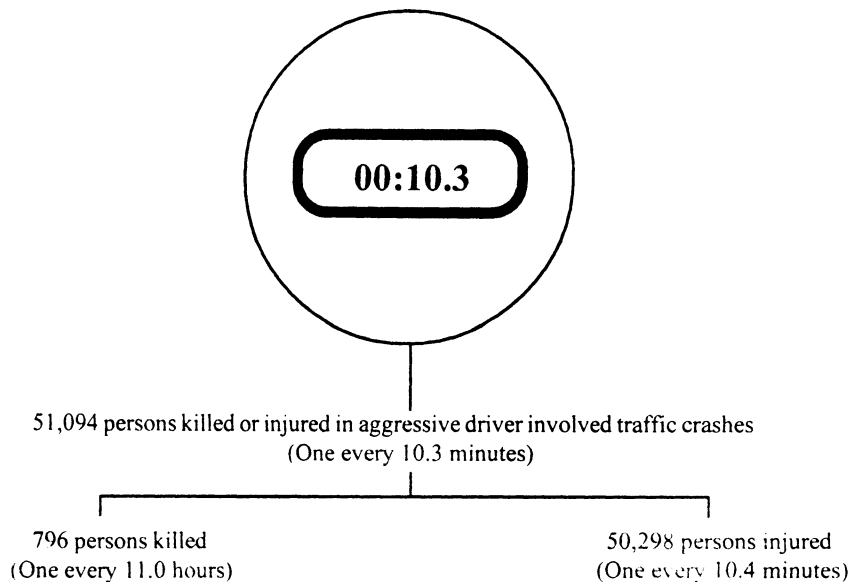 00:10.3
51,094 persons killed or injured in aggressive driver involved traffic crashes
(One every 10.3 minutes)
796 persons killed
(One every 11.0 hours)
50,298 persons injured
(One every 10.4 minutes)